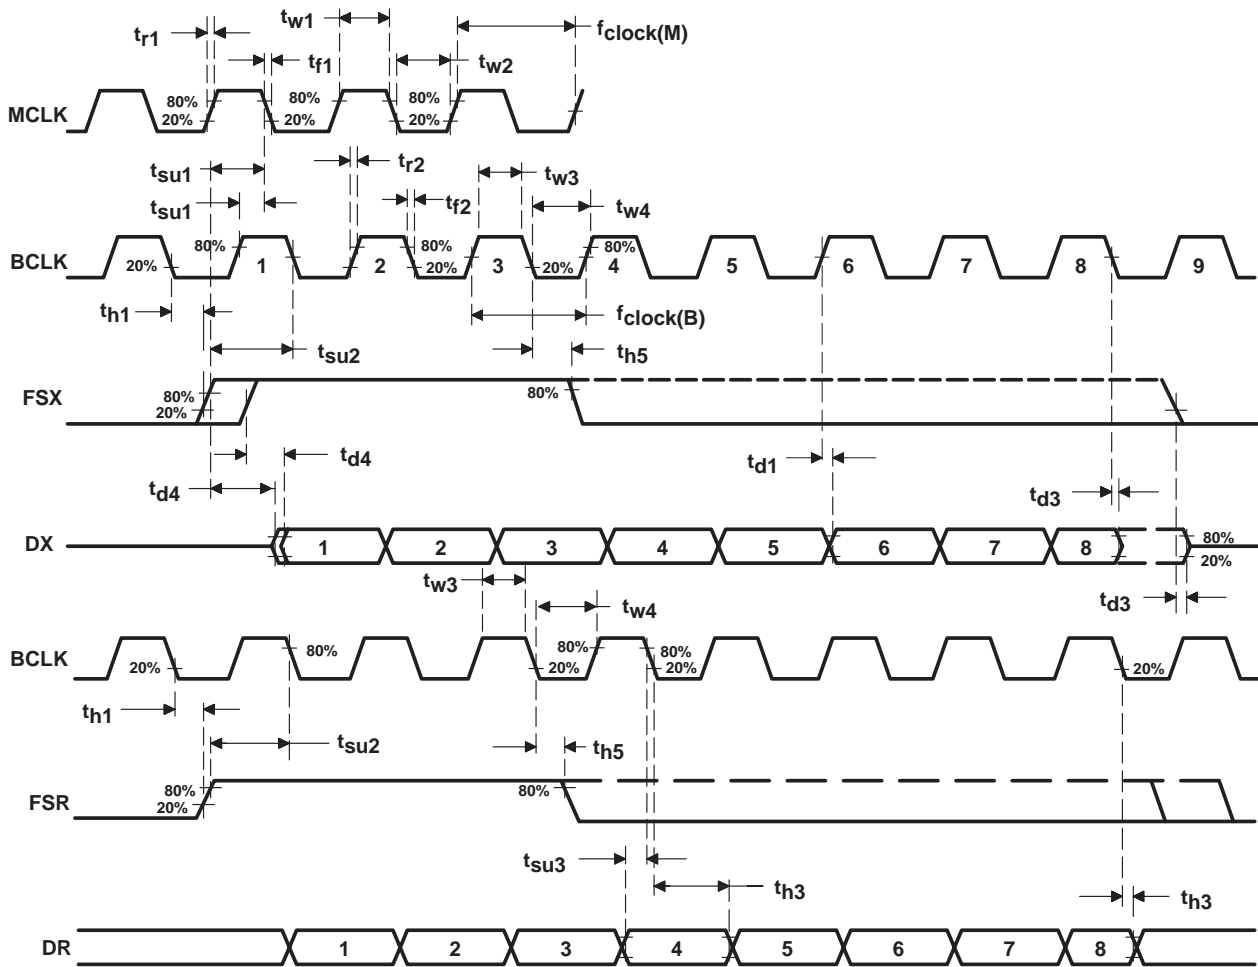 tr1 tw1 fclock(M)
tf1 tw2
MCLK 80% 20% 80% 20% 80% 20% 80% 20% 80% 20%
tsu1 tr2 tw3
tsu1 tf2 tw4
BCLK 20% 80% 1 2 80% 20% 3 20% 80% 4 5 6 7 8 9
th1 fclock(B)
tsu2 th5
FSX 80% 20% 80%
td4 td1
td4 td3
DX 1 2 3 4 5 6 7 8 80% 20%
tw3 tw4 td3
BCLK 20% 80% 80% 20% 80% 20% 20%
th1 tsu2 th5
FSR 80% 20% 80%
tsu3 th3 th3
DR 1 2 3 4 5 6 7 8